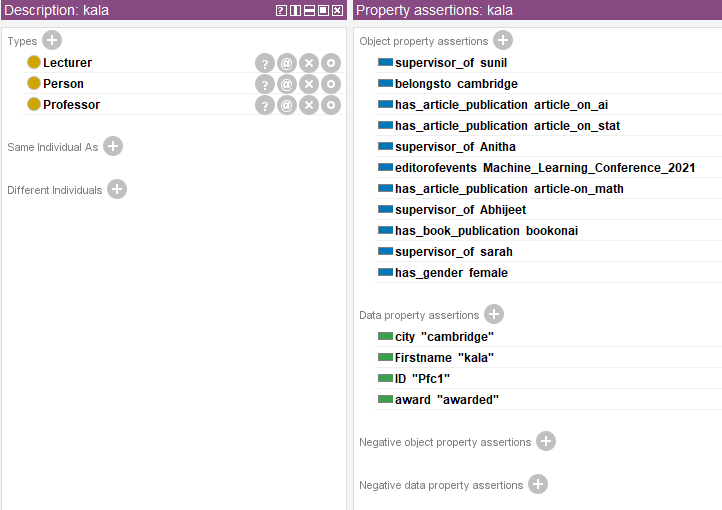 Description: kala
Types
Lecturer
Person
Professor
Same Individual As
Different Individuals
Property assertions: kala
Object property assertions
supervisor_of sunil
belongsto cambridge
has_article_publication article_on_ai
has_article_publication article_on_stat
supervisor_of Anitha
editorofevents Machine_Learning_Conference_2021
has_article_publication article-on_math
supervisor_of Abhijeet
has_book_publication bookonai
supervisor_of sarah
has_gender female
Data property assertions
city "cambridge"
Firstname "kala"
ID "Pfc1"
award "awarded"
Negative object property assertions
Negative data property assertions